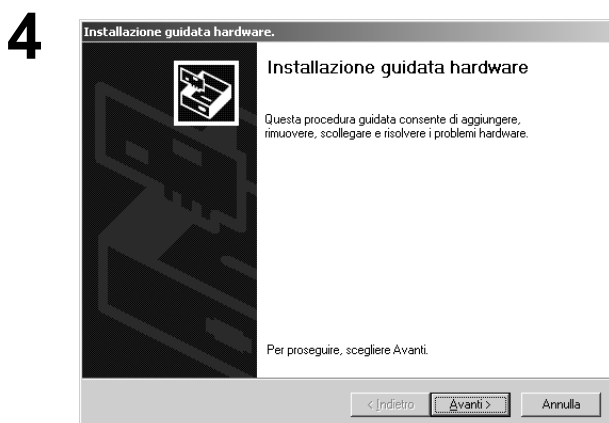 4
Installazione guidata hardware.
Installazione guidata hardware
Questa procedura guidata consente di aggiungere,
rimuovere, scollegare e risolvere i problemi hardware.
Per proseguire, scegliere Avanti.
< Indietro Avanti > Annulla